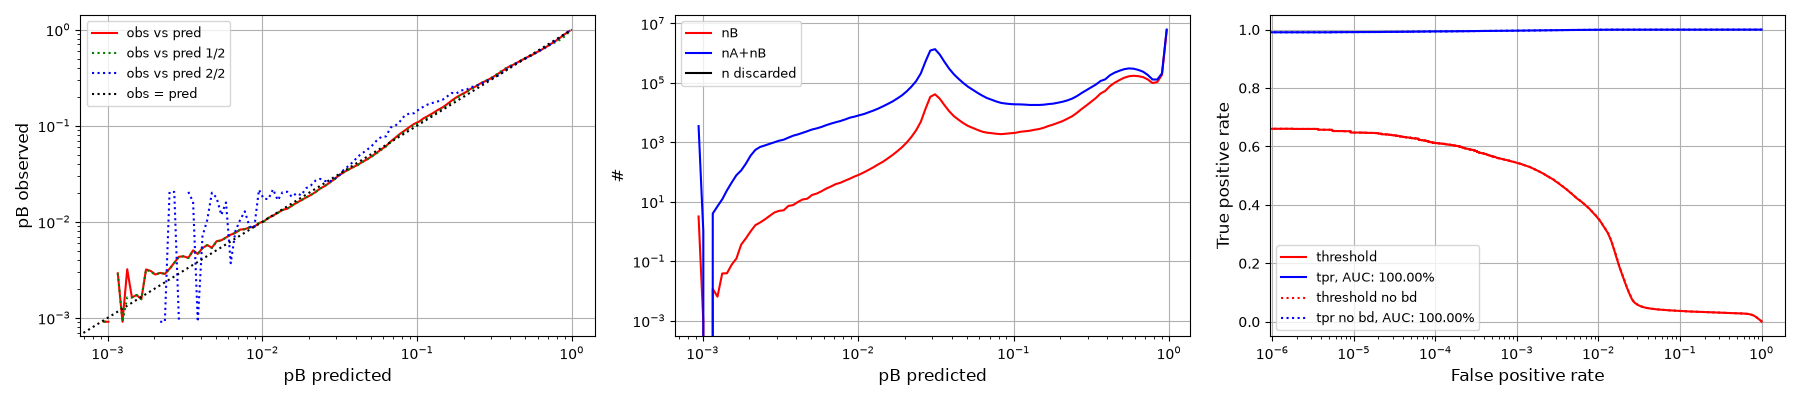 obs vs pred
obs vs pred 1/2
obs vs pred 2/2
obs = pred
10⁰
10⁻¹
10⁻²
10⁻³
pB observed
10⁻³
10⁻²
10⁻¹
10⁰
pB predicted
nB
nA+nB
n discarded
10⁷
10⁵
10³
10¹
10⁻¹
10⁻³
#
10⁻³
10⁻²
10⁻¹
10⁰
pB predicted
1.0
0.8
0.6
0.4
0.2
0.0
True positive rate
threshold
tpr, AUC: 100.00%
threshold no bd
tpr no bd, AUC: 100.00%
10⁻⁶
10⁻⁵
10⁻⁴
10⁻³
10⁻²
10⁻¹
10⁰
False positive rate